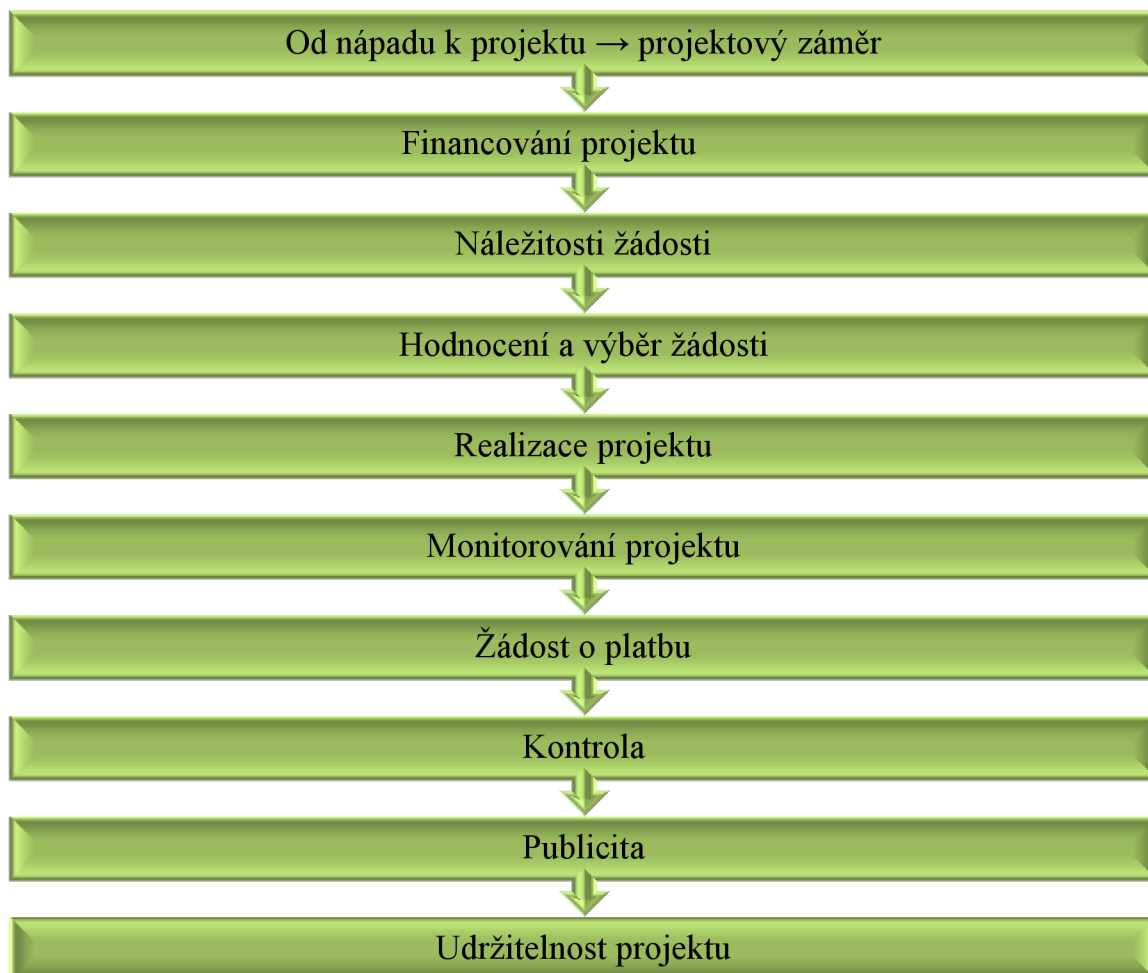 Od nápadu k projektu → projektový záměr
Financování projektu
Náležitosti žádosti
Hodnocení a výběr žádosti
Realizace projektu
Monitorování projektu
Žádost o platbu
Kontrola
Publicita
Udržitelnost projektu